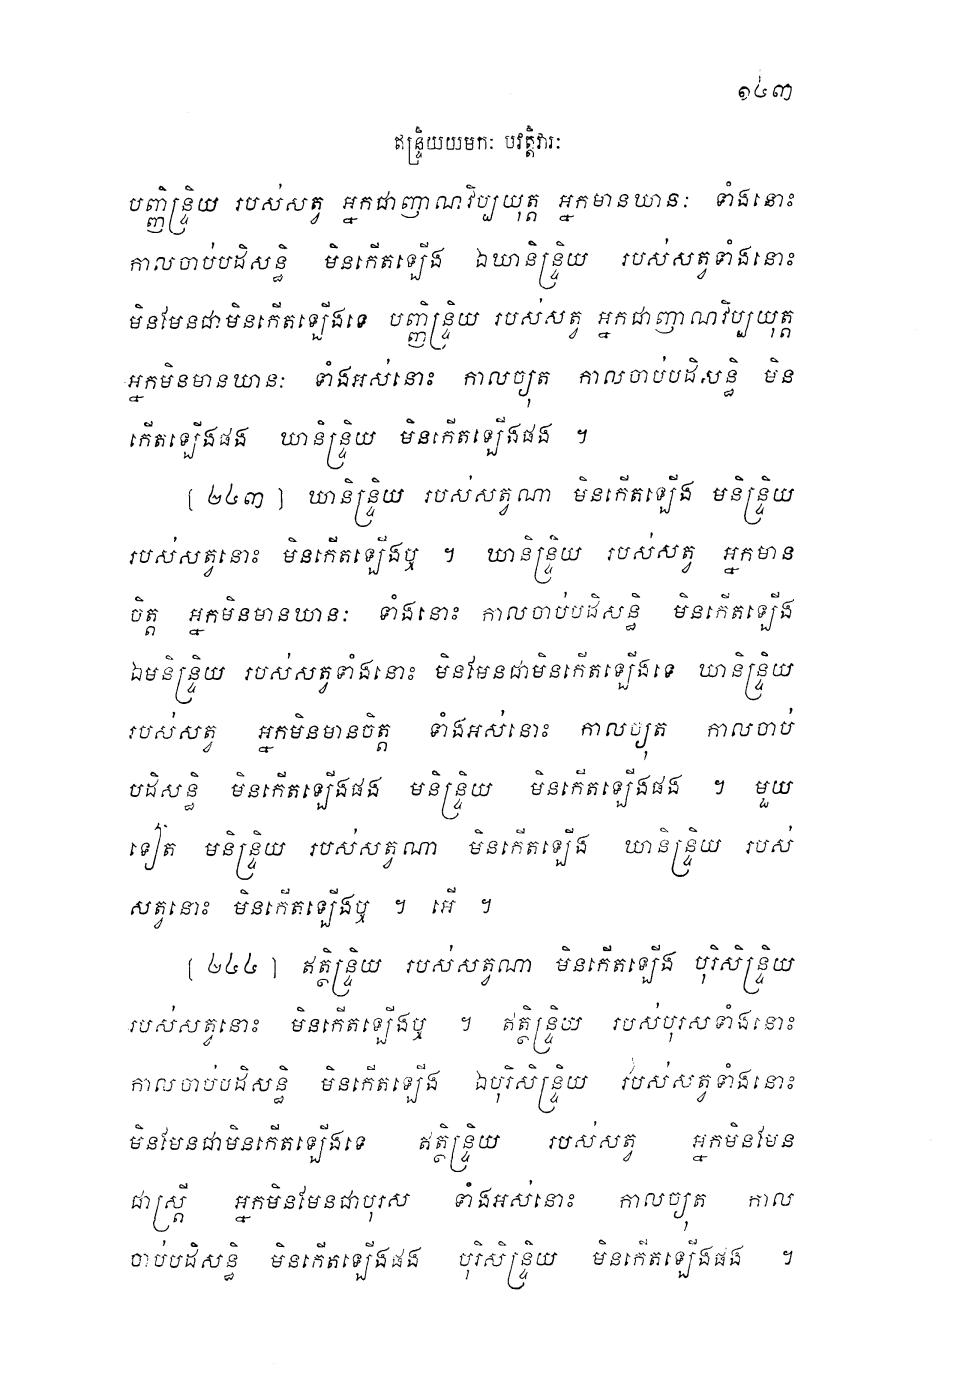 ១៤៣
ឥន្ទ្រិយយមកៈ បវត្តិវារៈ
បញ្ញិន្ទ្រិយ របស់សត្វ អ្នកជាញាណវិប្បយុត្ត អ្នកមានឃានៈ ទាំងនោះ
កាលចាប់បដិសន្ធិ មិនកើតឡើង ឯឃានិន្ទ្រិយ របស់សត្វទាំងនោះ
មិនមែនជាមិនកើតឡើងទេ បញ្ញិន្ទ្រិយ របស់សត្វ អ្នកជាញាណវិប្បយុត្ត
អ្នកមិនមានឃានៈ ទាំងអស់នោះ កាលច្យុត កាលចាប់បដិសន្ធិ មិន
កើតឡើងផង ឃានិន្ទ្រិយ មិនកើតឡើងផង ។
[ ២៤៣ ] ឃានិន្ទ្រិយ របស់សត្វណា មិនកើតឡើង មនិន្ទ្រិយ
របស់សត្វនោះ មិនកើតឡើងឬ ។ ឃានិន្ទ្រិយ របស់សត្វ អ្នកមាន
ចិត្ត អ្នកមិនមានឃានៈ ទាំងនោះ កាលចាប់បដិសន្ធិ មិនកើតឡើង
ឯមនិន្ទ្រិយ របស់សត្វទាំងនោះ មិនមែនជាមិនកើតឡើងទេ ឃានិន្ទ្រិយ
របស់សត្វ អ្នកមិនមានចិត្ត ទាំងអស់នោះ កាលច្យុត កាលចាប់
បដិសន្ធិ មិនកើតឡើងផង មនិន្ទ្រិយ មិនកើតឡើងផង ។ មួយ
ទៀត មនិន្ទ្រិយ របស់សត្វណា មិនកើតឡើង ឃានិន្ទ្រិយ របស់
សត្វនោះ មិនកើតឡើងឬ ។ អើ ។
[ ២៤៤ ] ឥត្ថិន្ទ្រិយ របស់សត្វណា មិនកើតឡើង បុរិសិន្ទ្រិយ
របស់សត្វនោះ មិនកើតឡើងឬ ។ ឥត្ថិន្ទ្រិយ របស់បុរសទាំងនោះ
កាលចាប់បដិសន្ធិ មិនកើតឡើង ឯបុរិសិន្ទ្រិយ របស់សត្វទាំងនោះ
មិនមែនជាមិនកើតឡើងទេ ឥត្ថិន្ទ្រិយ របស់សត្វ អ្នកមិនមែន
ជាស្ត្រី អ្នកមិនមែនជាបុរស ទាំងអស់នោះ កាលច្យុត កាល
ចាប់បដិសន្ធិ មិនកើតឡើងផង បុរិសិន្ទ្រិយ មិនកើតឡើងផង ។